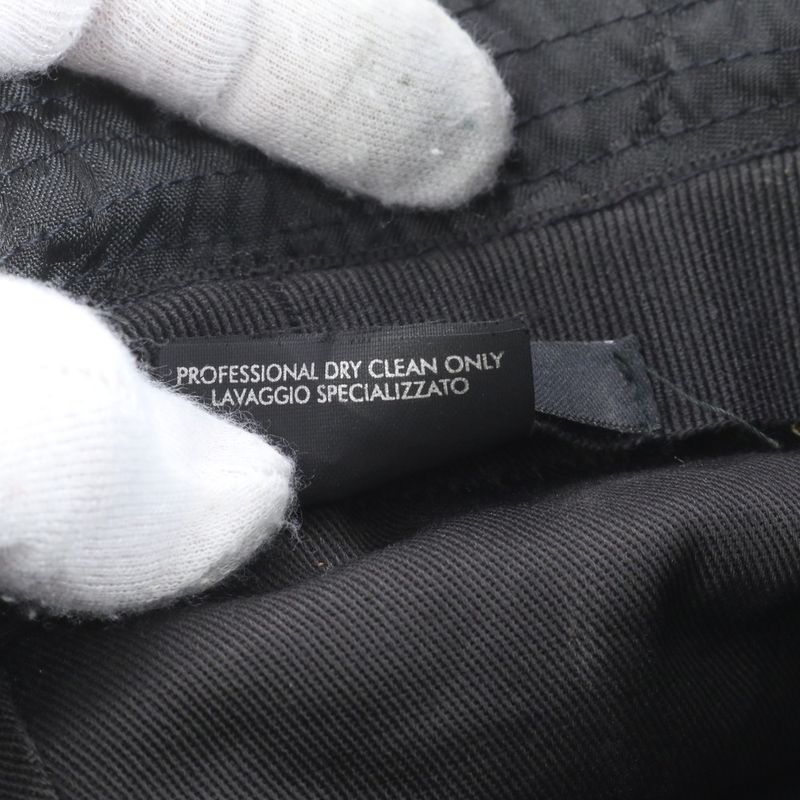 PROFESSIONAL DRY CLEAN ONLY
LAVAGGIO SPECIALIZZATO